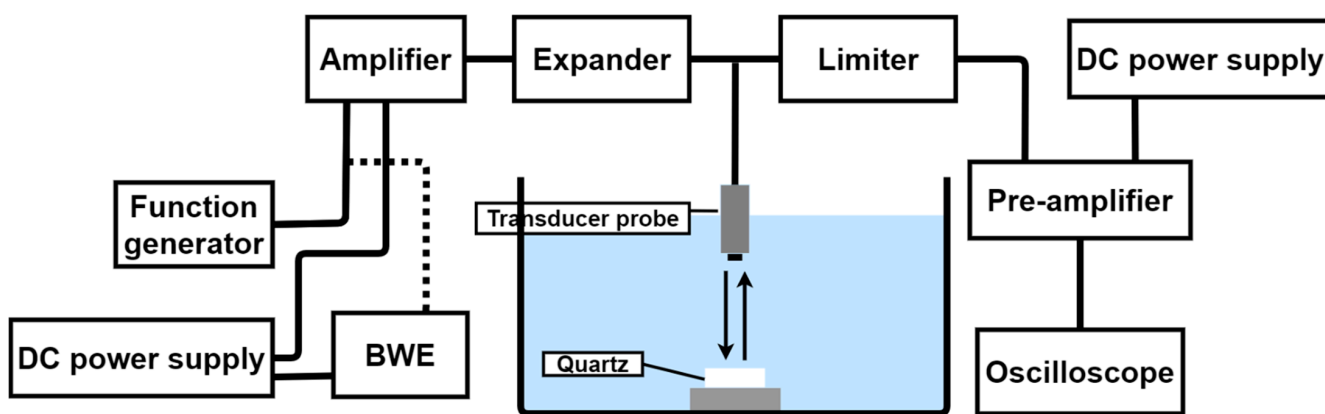 Amplifier
Expander
Limiter
DC power supply
Function
generator
Transducer probe
Pre-amplifier
DC power supply
BWE
Quartz
Oscilloscope